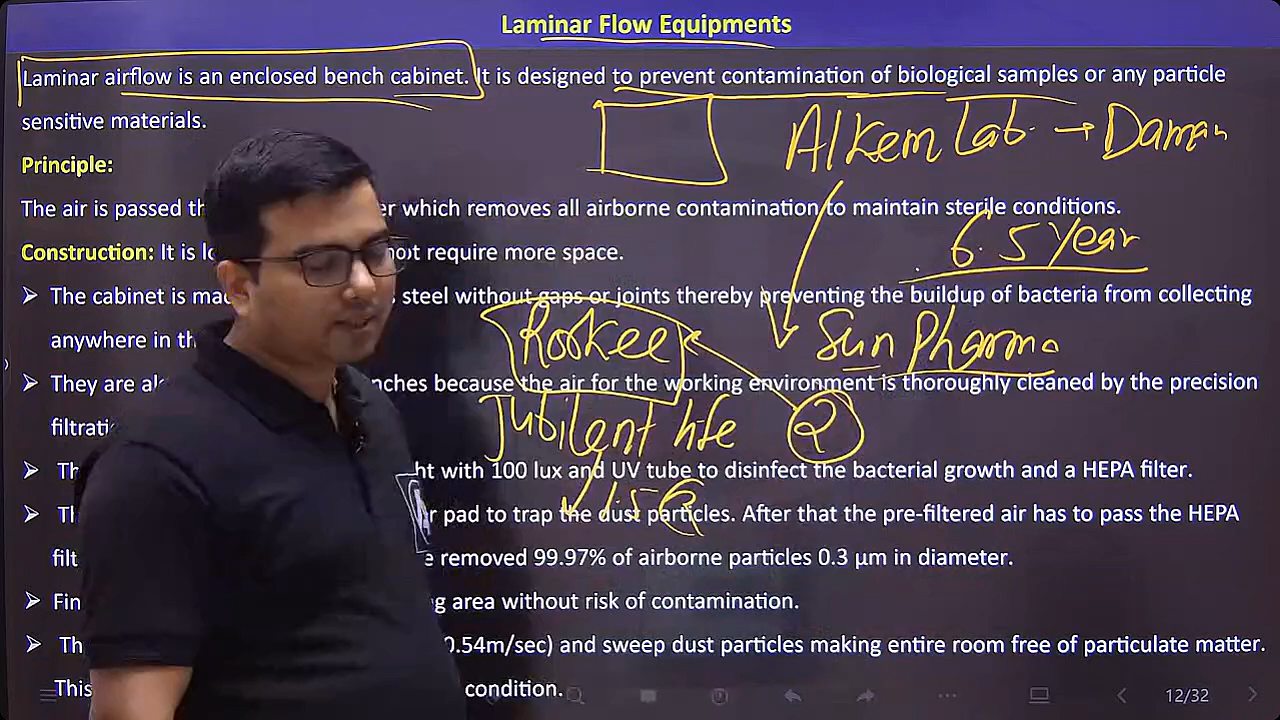 Laminar Flow Equipments
Laminar airflow is an enclosed bench cabinet. It is designed to prevent contamination of biological samples or any particle
sensitive materials.
Alkem Lab. → Daman
Principle:
The air is passed th er which removes all airborne contamination to maintain sterile conditions.
6.5 Year
Construction: It is not require more space.
➤ The cabinet is ma s steel without gaps or joints thereby preventing the buildup of bacteria from collecting
anywhere in th
Rookee
Sun Pharma
➤ They are al nches because the air for the working environment is thoroughly cleaned by the precision
filtrati
Jubilent life 2
➤ Th ht with 100 lux and UV tube to disinfect the bacterial growth and a HEPA filter.
1.5
➤ Th r pad to trap the dust particles. After that the pre-filtered air has to pass the HEPA
filt e removed 99.97% of airborne particles 0.3 µm in diameter.
➤ Fin g area without risk of contamination.
➤ Th 0.54m/sec) and sweep dust particles making entire room free of particulate matter.
This condition.
12/32